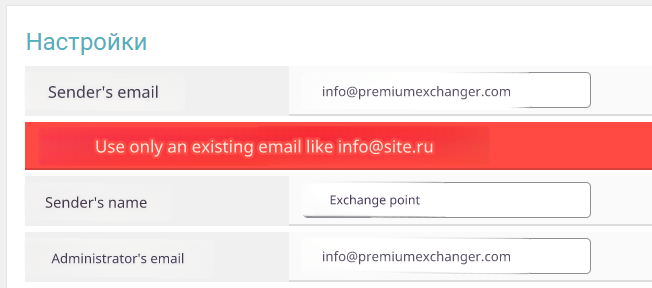 Настройки
Sender's email
info@premiumexchanger.com
Use only an existing email like info@site.ru
Sender's name
Exchange point
Administrator's email
info@premiumexchanger.com